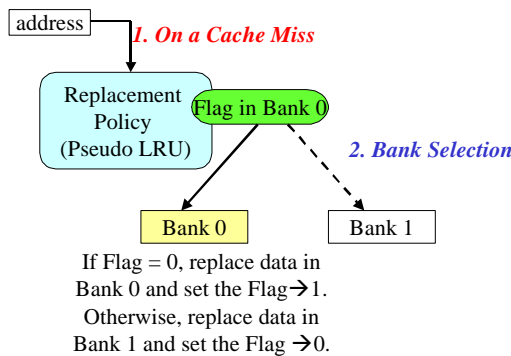 address
1. On a Cache Miss
Replacement
Policy
(Pseudo LRU)
Flag in Bank 0
2. Bank Selection
Bank 0
Bank 1
If Flag = 0, replace data in
Bank 0 and set the Flag→1.
Otherwise, replace data in
Bank 1 and set the Flag →0.